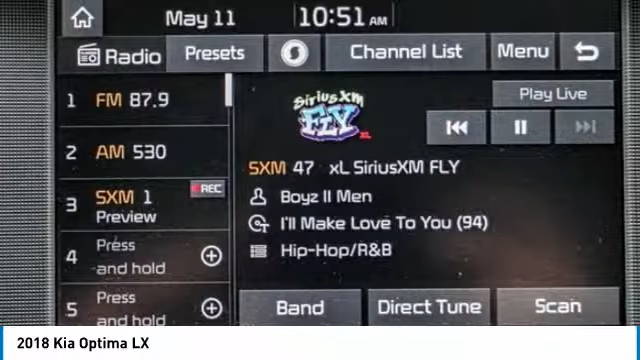 May 11
10:51 AM
Radio
Presets
Channel List
Menu
1 FM 87.9
2 AM 530
3 SXM 1
REC
Preview
4 Press
and hold
5 Press
and hold
SiriusXM
FLY
XL
Play Live
SXM 47 xL SiriusXM FLY
Boyz II Men
I'll Make Love To You (94)
Hip-Hop/R&B
Band
Direct Tune
Scan
2018 Kia Optima LX